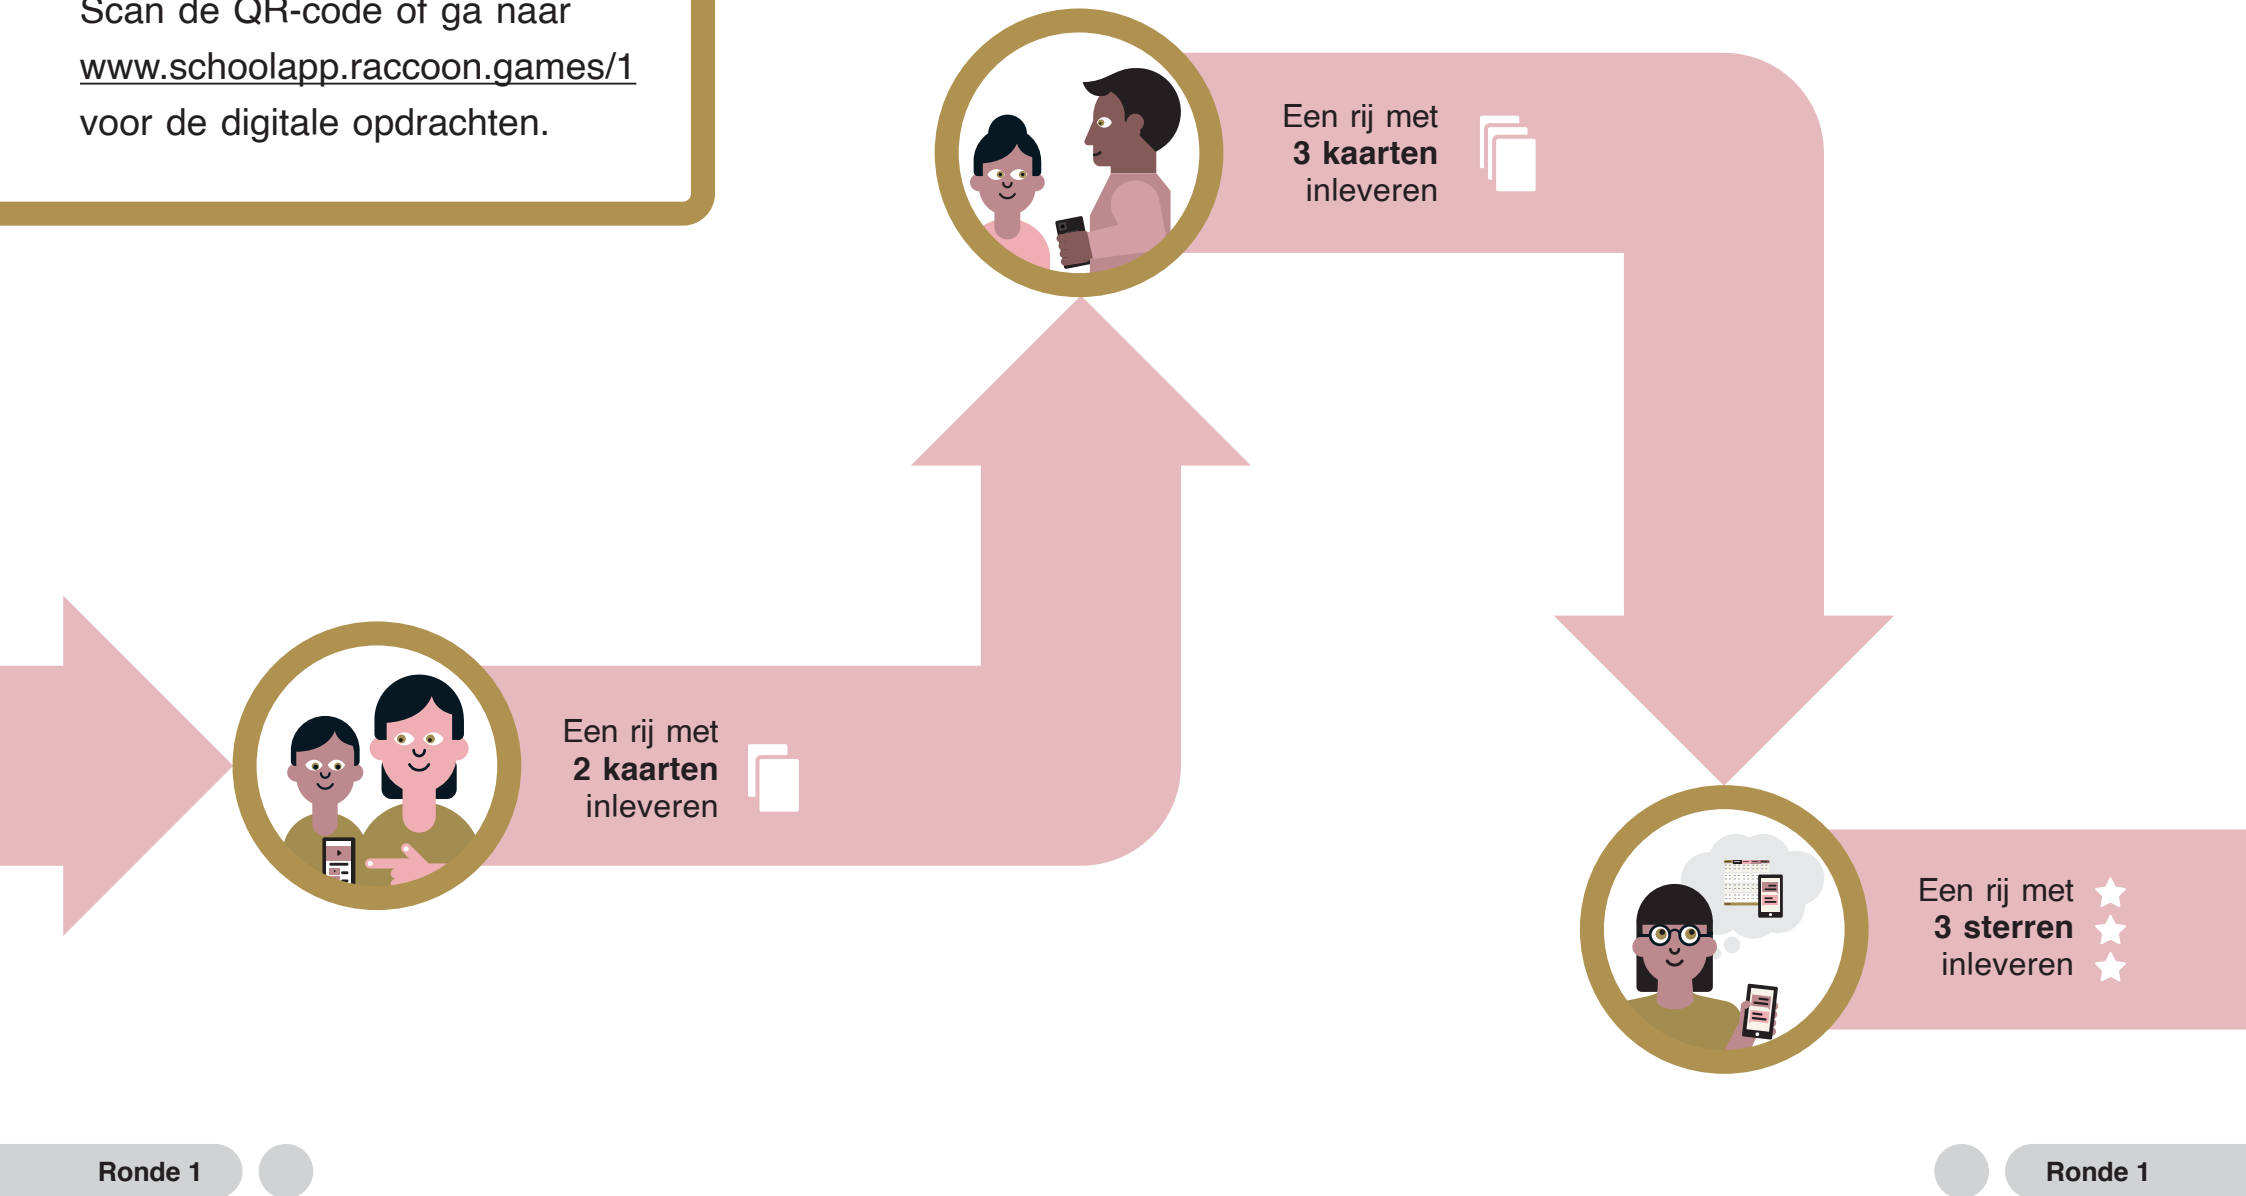 Scan de QR-code of ga naar
www.schoolapp.raccoon.games/1
voor de digitale opdrachten.
Een rij met
3 kaarten
inleveren
Een rij met
2 kaarten
inleveren
Een rij met
3 sterren
inleveren
Ronde 1
Ronde 1